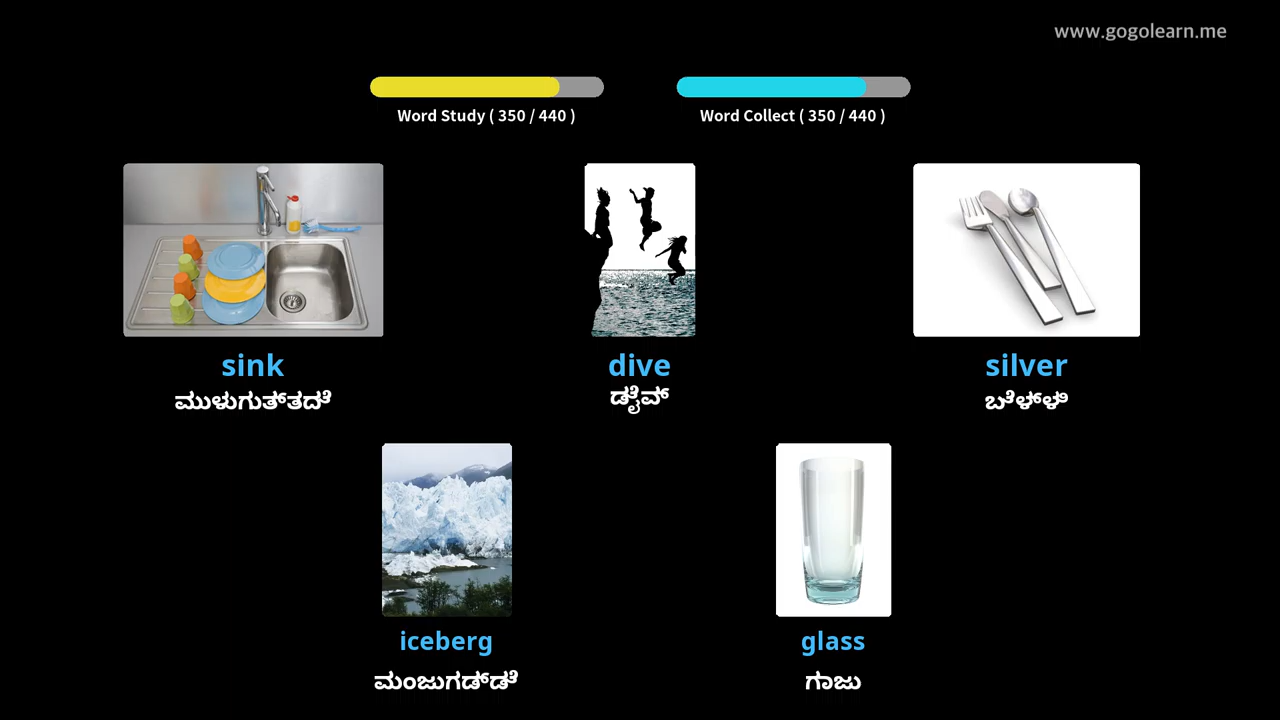 www.gogolearn.me
Word Study ( 350 / 440 )
Word Collect ( 350 / 440 )
sink
ಮುಳುಗುತ್ತದೆ
dive
ಡೈವ್
silver
ಬೆಳ್ಳಿ
iceberg
ಮಂಜುಗಡ್ಡೆ
glass
ಗಾಜು